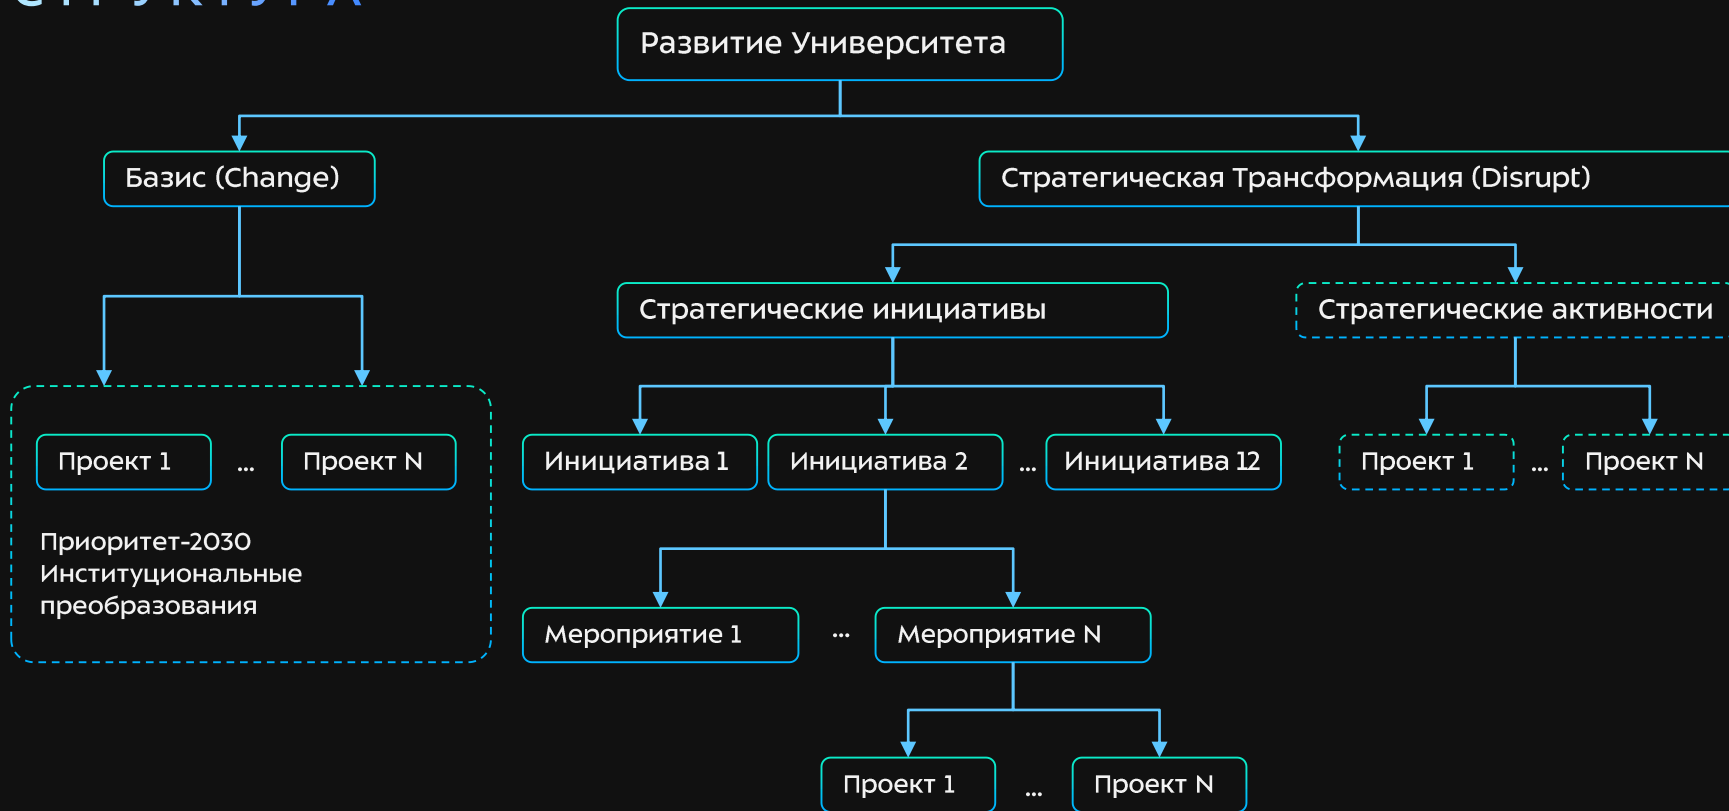 СТРУКТУРА
Развитие Университета
Базис (Change)
Стратегическая Трансформация (Disrupt)
Стратегические инициативы
Стратегические активности
Проект 1 ... Проект N
Инициатива 1
Инициатива 2 ... Инициатива 12
Проект 1 ... Проект N
Приоритет-2030
Институциональные
преобразования
Мероприятие 1 ... Мероприятие N
Проект 1 ... Проект N